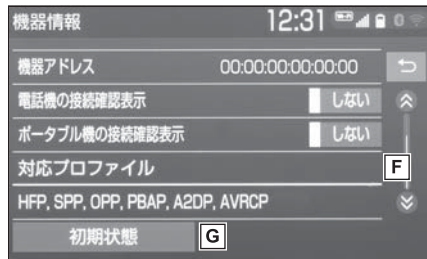 機器情報 12:31 0
機器アドレス 00:00:00:00:00:00
電話機の接続確認表示 しない
ポータブル機の接続確認表示 しない
対応プロファイル
F
HFP, SPP, OPP, PBAP, A2DP, AVRCP
初期状態 G